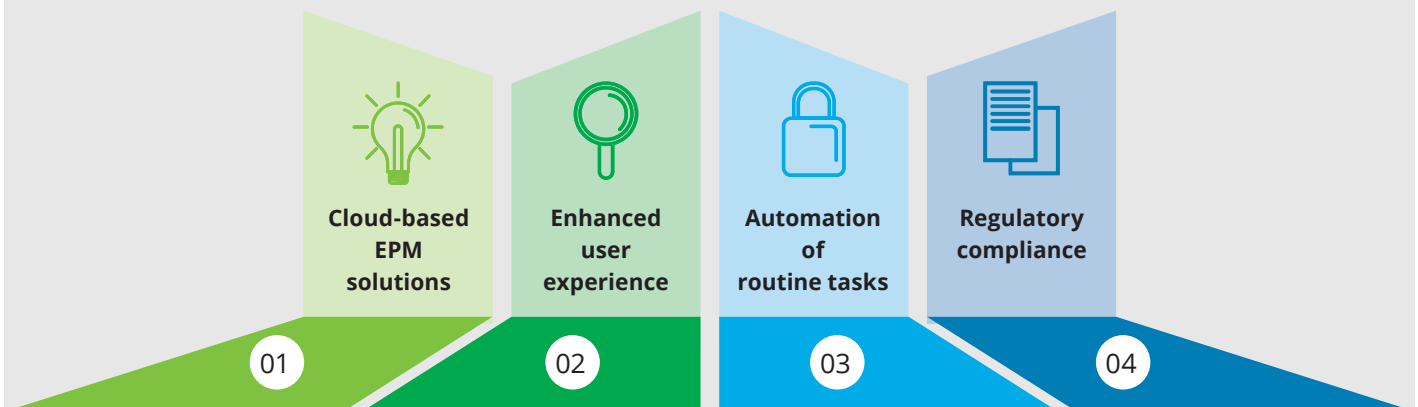 Cloud-based
EPM
solutions
Enhanced
user
experience
Automation
of
routine tasks
Regulatory
compliance
01
02
03
04